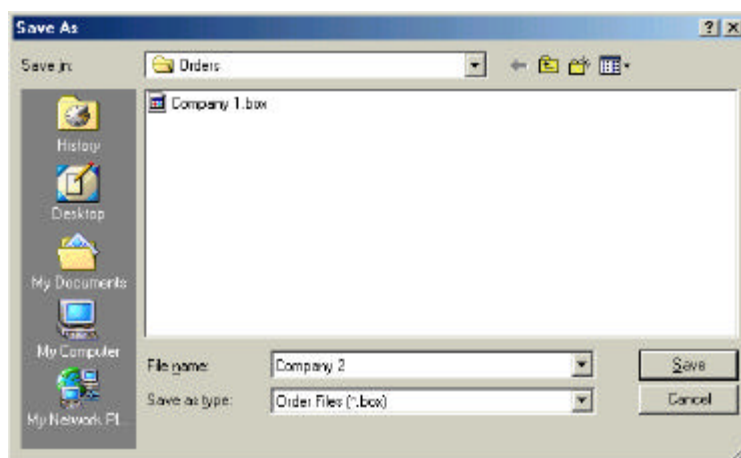 Save As
Save in:
Orders
Company 1.box
History
Desktop
My Documents
My Computer
My Network Pl...
File name:
Company 2
Save
Save as type:
Order Files (*.box)
Cancel